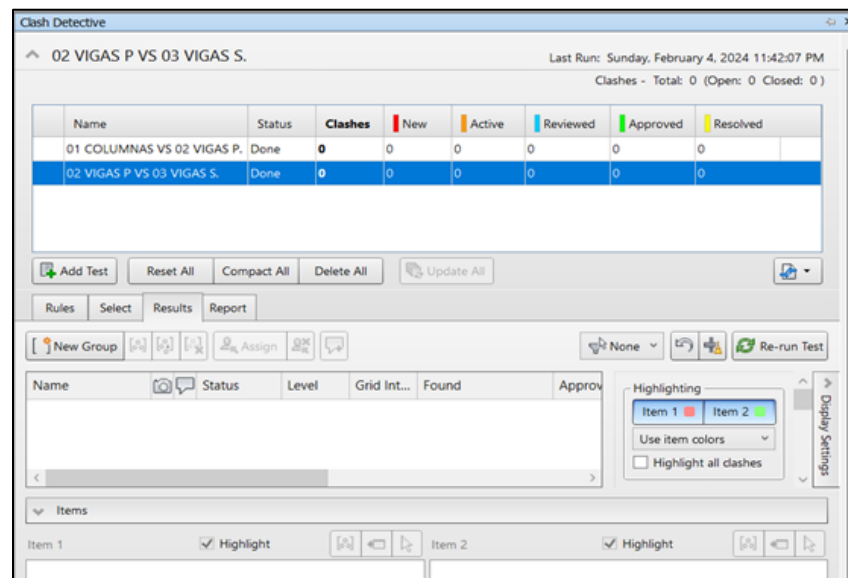 Clash Detective
02 VIGAS P VS 03 VIGAS S.
Last Run: Sunday, February 4, 2024 11:42:07 PM
Clashes - Total: 0 (Open: 0 Closed: 0)
Name Status Clashes New Active Reviewed Approved Resolved
01 COLUMNAS VS 02 VIGAS P. Done 0 0 0 0 0 0
02 VIGAS P VS 03 VIGAS S. Done 0 0 0 0 0 0
Add Test Reset All Compact All Delete All Update All
Rules Select Results Report
New Group Assign None Re-run Test
Name Status Level Grid Int... Found Approv
Highlighting
Item 1 Item 2
Use item colors
Highlight all clashes
Display Settings
Items
Item 1 Highlight Item 2 Highlight